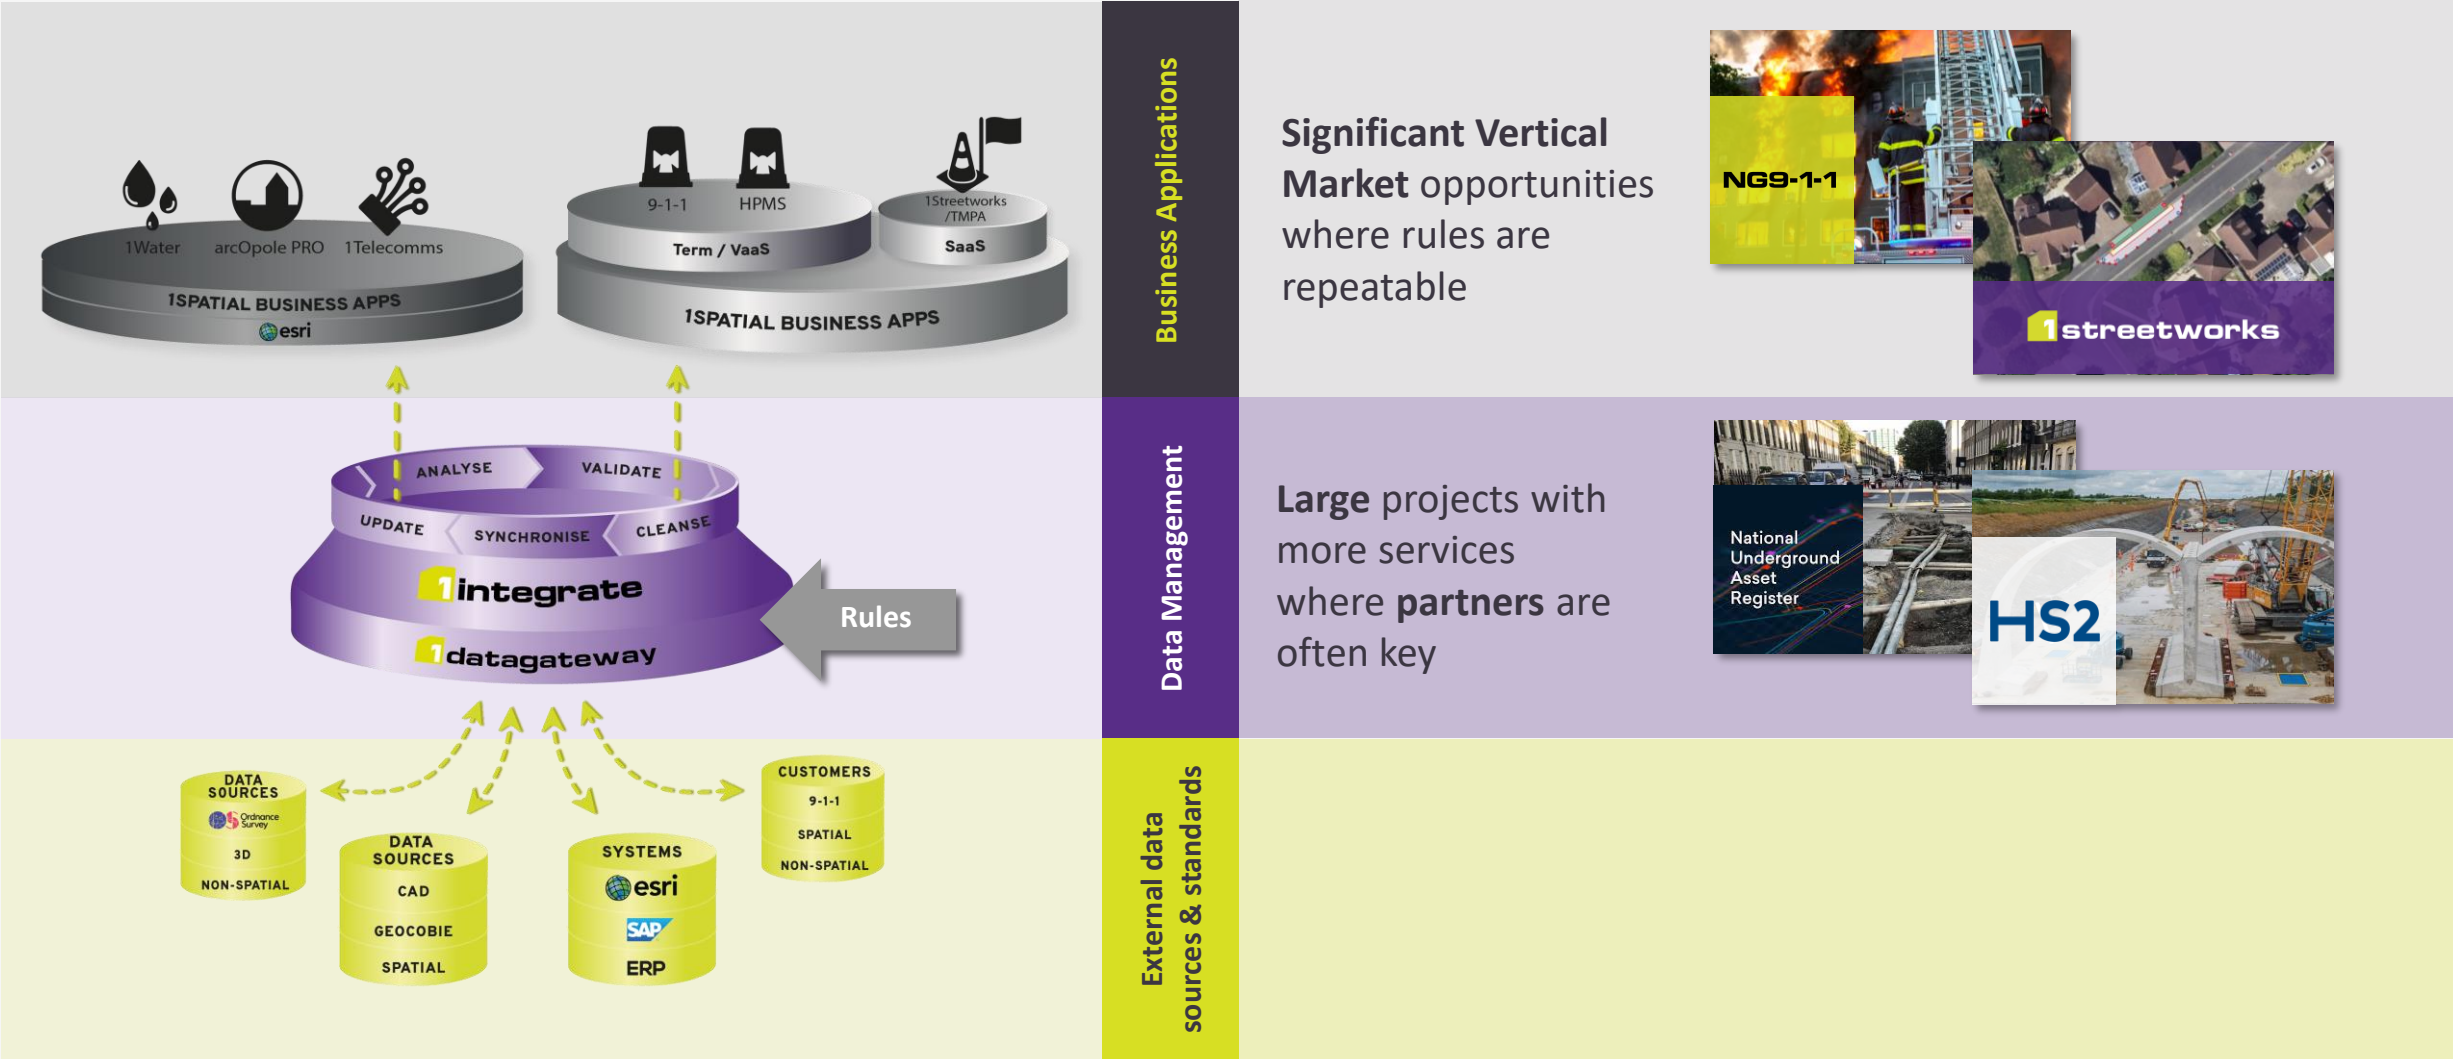 1Water
arcOpole PRO
1Telecomms
1SPATIAL BUSINESS APPS
esri
9-1-1
HPMS
Term / VaaS
1Streetworks
/TMPA
SaaS
1SPATIAL BUSINESS APPS
Business Applications
Significant Vertical
Market opportunities
where rules are
repeatable
NG9-1-1
1streetworks
ANALYSE
VALIDATE
UPDATE
SYNCHRONISE
CLEANSE
1integrate
1datagateway
Rules
Data Management
Large projects with
more services
where partners are
often key
National
Underground
Asset
Register
HS2
DATA
SOURCES
OS Ordnance
Survey
3D
NON-SPATIAL
DATA
SOURCES
CAD
GEOCOBIE
SPATIAL
SYSTEMS
esri
SAP
ERP
CUSTOMERS
9-1-1
SPATIAL
NON-SPATIAL
External data
sources & standards